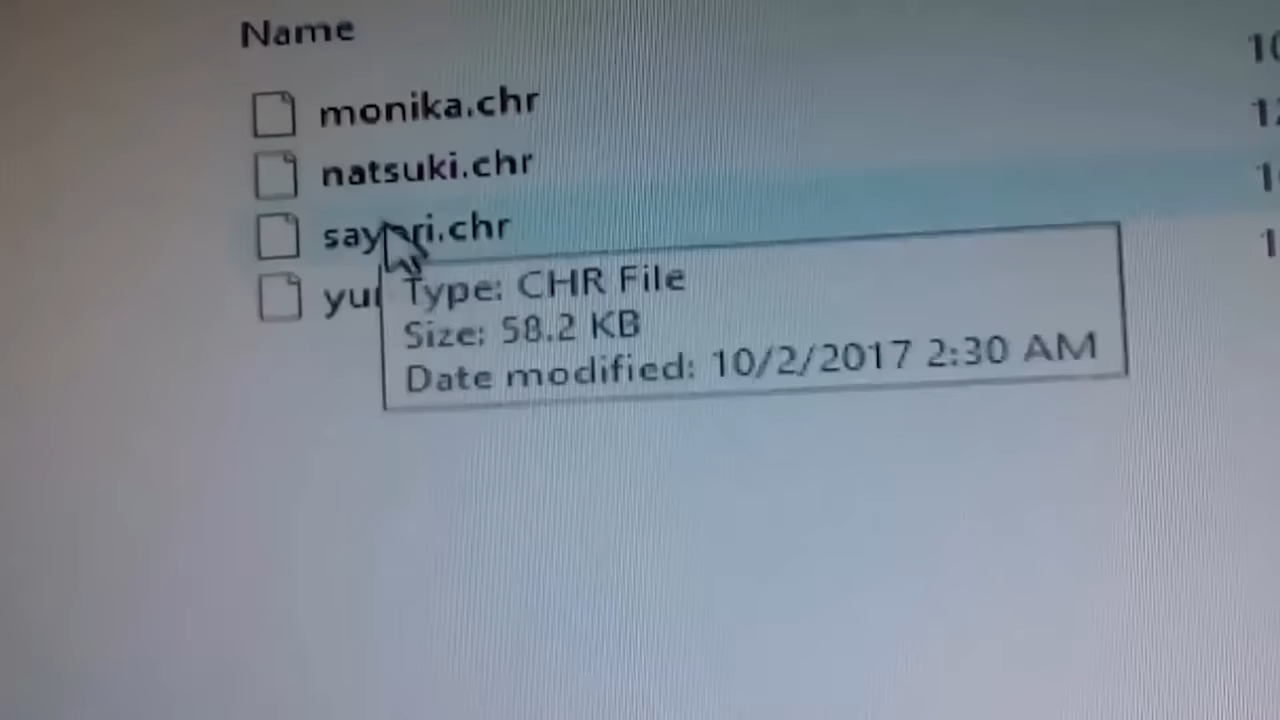 Name
monika.chr
natsuki.chr
sayori.chr
Type: CHR File
Size: 58.2 KB
Date modified: 10/2/2017 2:30 AM